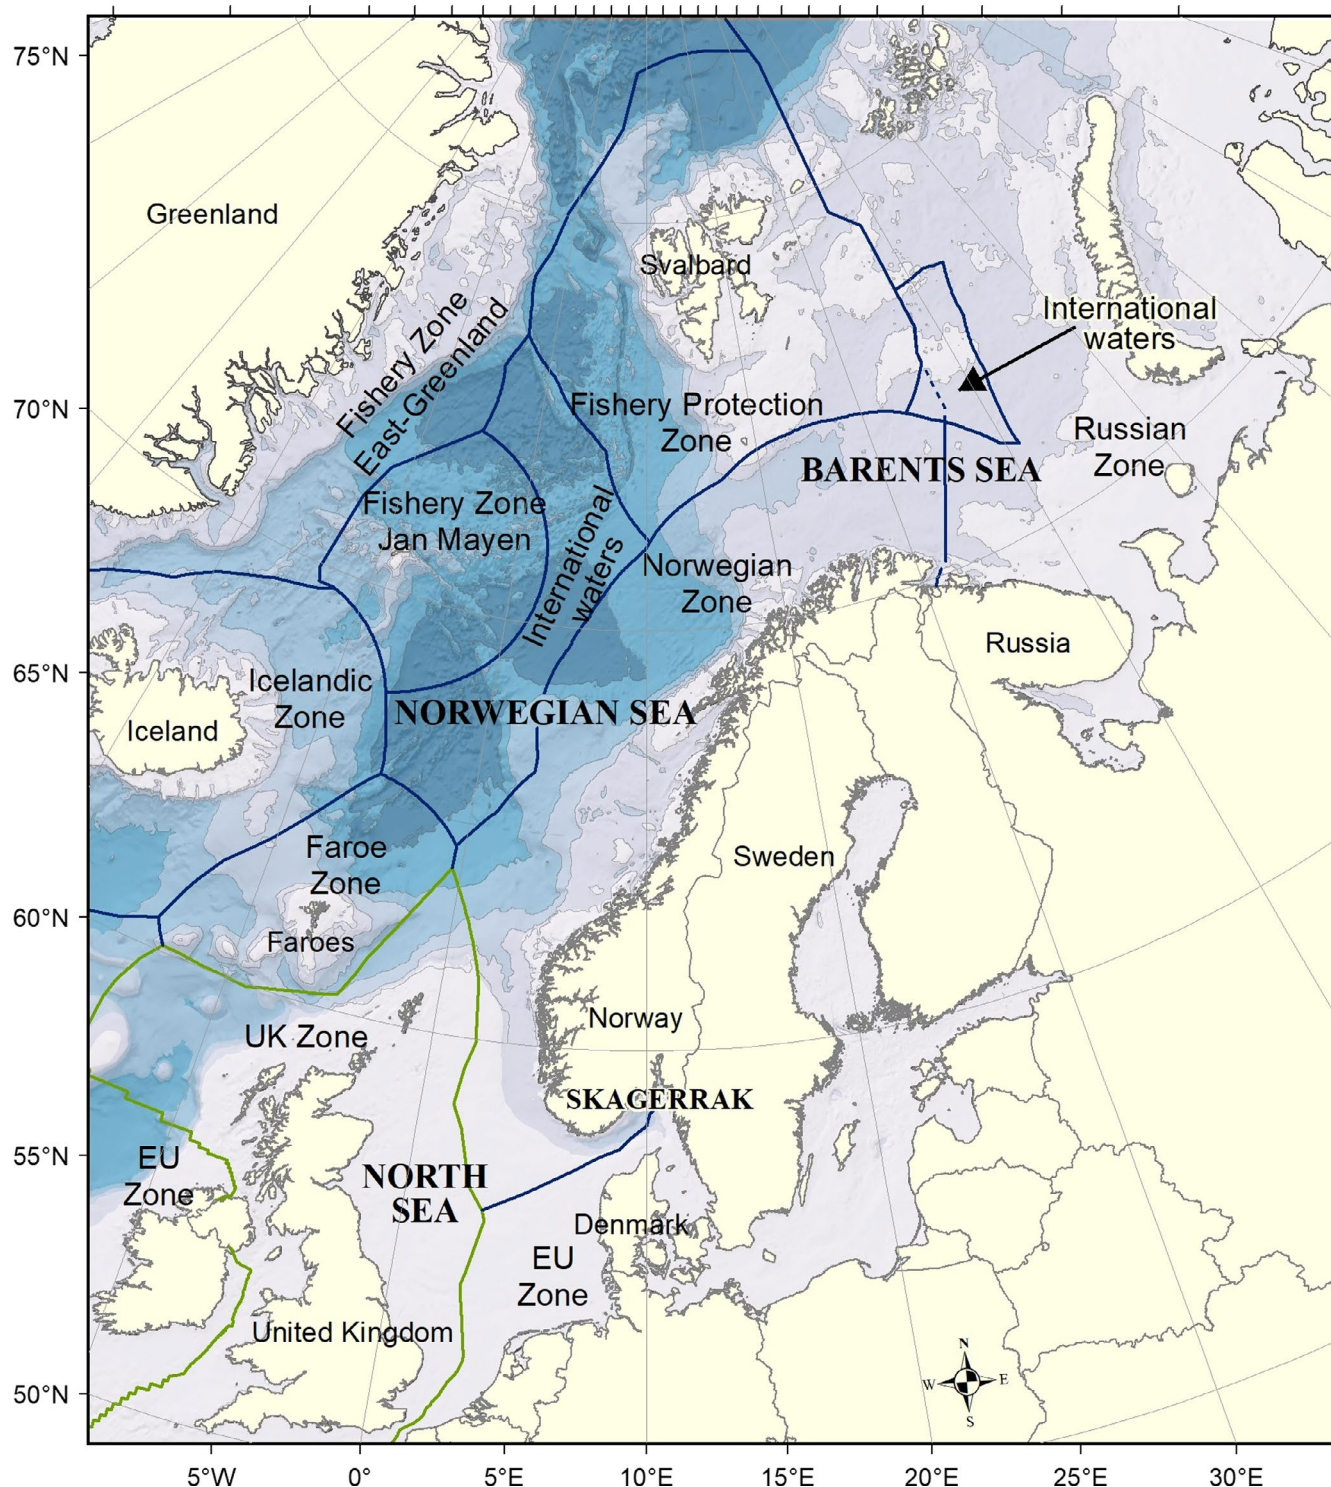 75°N
70°N
65°N
60°N
55°N
50°N
Greenland
Svalbard
International
waters
Fishery Zone
East-Greenland
Fishery Protection
Zone
Russian
Zone
BARENTS SEA
Fishery Zone
Jan Mayen
International
waters
Norwegian
Zone
Russia
Icelandic
Zone
NORWEGIAN SEA
Iceland
Faroe
Zone
Sweden
Faroes
UK Zone
Norway
SKAGERRAK
EU
Zone
NORTH
SEA
Denmark
EU
Zone
United Kingdom
N
W
E
S
5°W
0°
5°E
10°E
15°E
20°E
25°E
30°E